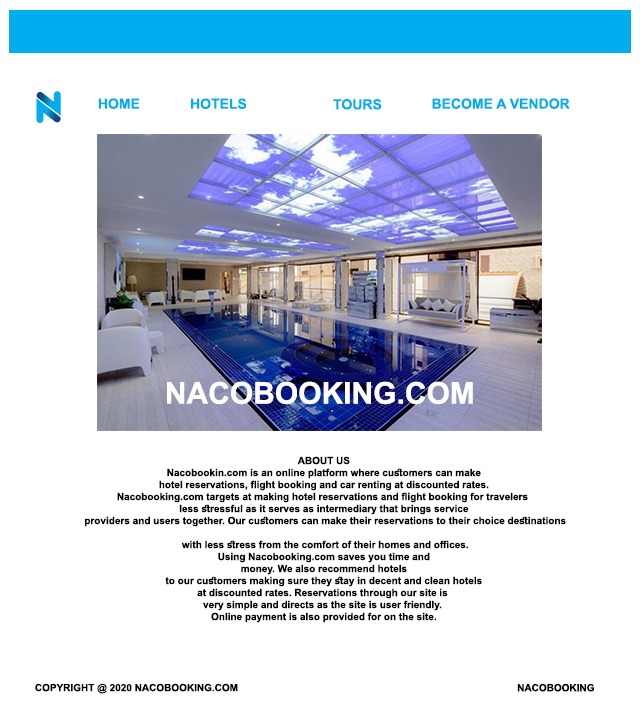 HOME HOTELS TOURS BECOME A VENDOR
NACOBOOKING.COM
ABOUT US
Nacobookin.com is an online platform where customers can make
hotel reservations, flight booking and car renting at discounted rates.
Nacobooking.com targets at making hotel reservations and flight booking for travelers
less stressful as it serves as intermediary that brings service
providers and users together. Our customers can make their reservations to their choice destinations
with less stress from the comfort of their homes and offices.
Using Nacobooking.com saves you time and
money. We also recommend hotels
to our customers making sure they stay in decent and clean hotels
at discounted rates. Reservations through our site is
very simple and directs as the site is user friendly.
Online payment is also provided for on the site.
COPYRIGHT @ 2020 NACOBOOKING.COM NACOBOOKING